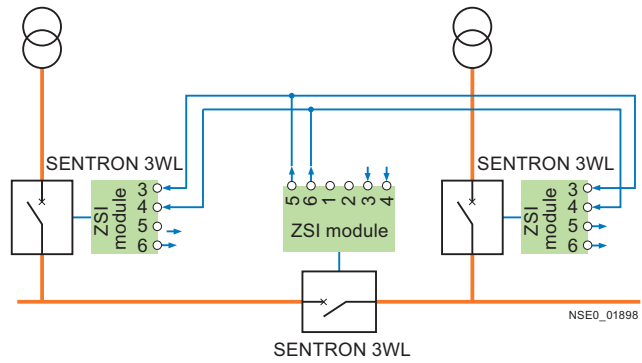 SENTRON 3WL
ZSI module
3
4
5
6
5 6 1 2 3 4
ZSI module
SENTRON 3WL
SENTRON 3WL
ZSI module
3
4
5
6
NSE0_01898